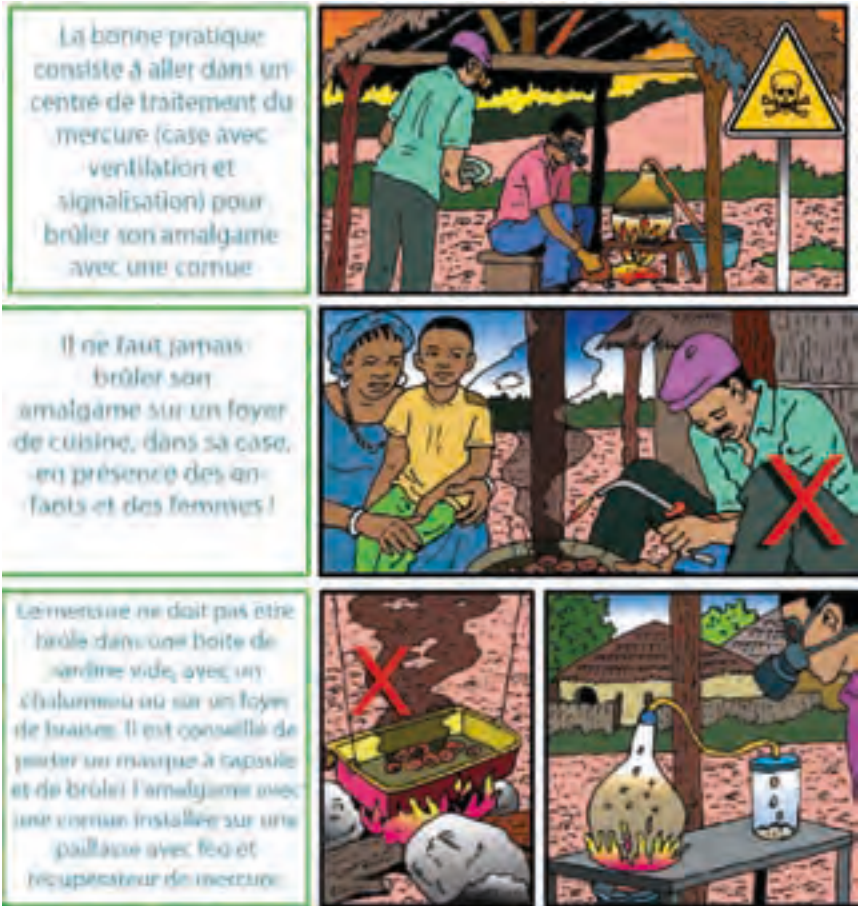 La bonne pratique
consiste à aller dans un
centre de traitement du
mercure (case avec
ventilation et
signalisation) pour
brûler son amalgame
avec une cornue
Il ne faut jamais
brûler son
amalgame sur un foyer
de cuisine, dans sa case,
en présence des en-
fants et des femmes !
Le mercure ne doit pas être
brûlé dans une boite de
sardine vide, avec un
chalumeau ou sur un foyer
de braises. Il est conseillé de
porter un masque à capsule
et de brûler l'amalgame avec
une cornue installée sur une
paillasse avec feu et
récupérateur de mercure